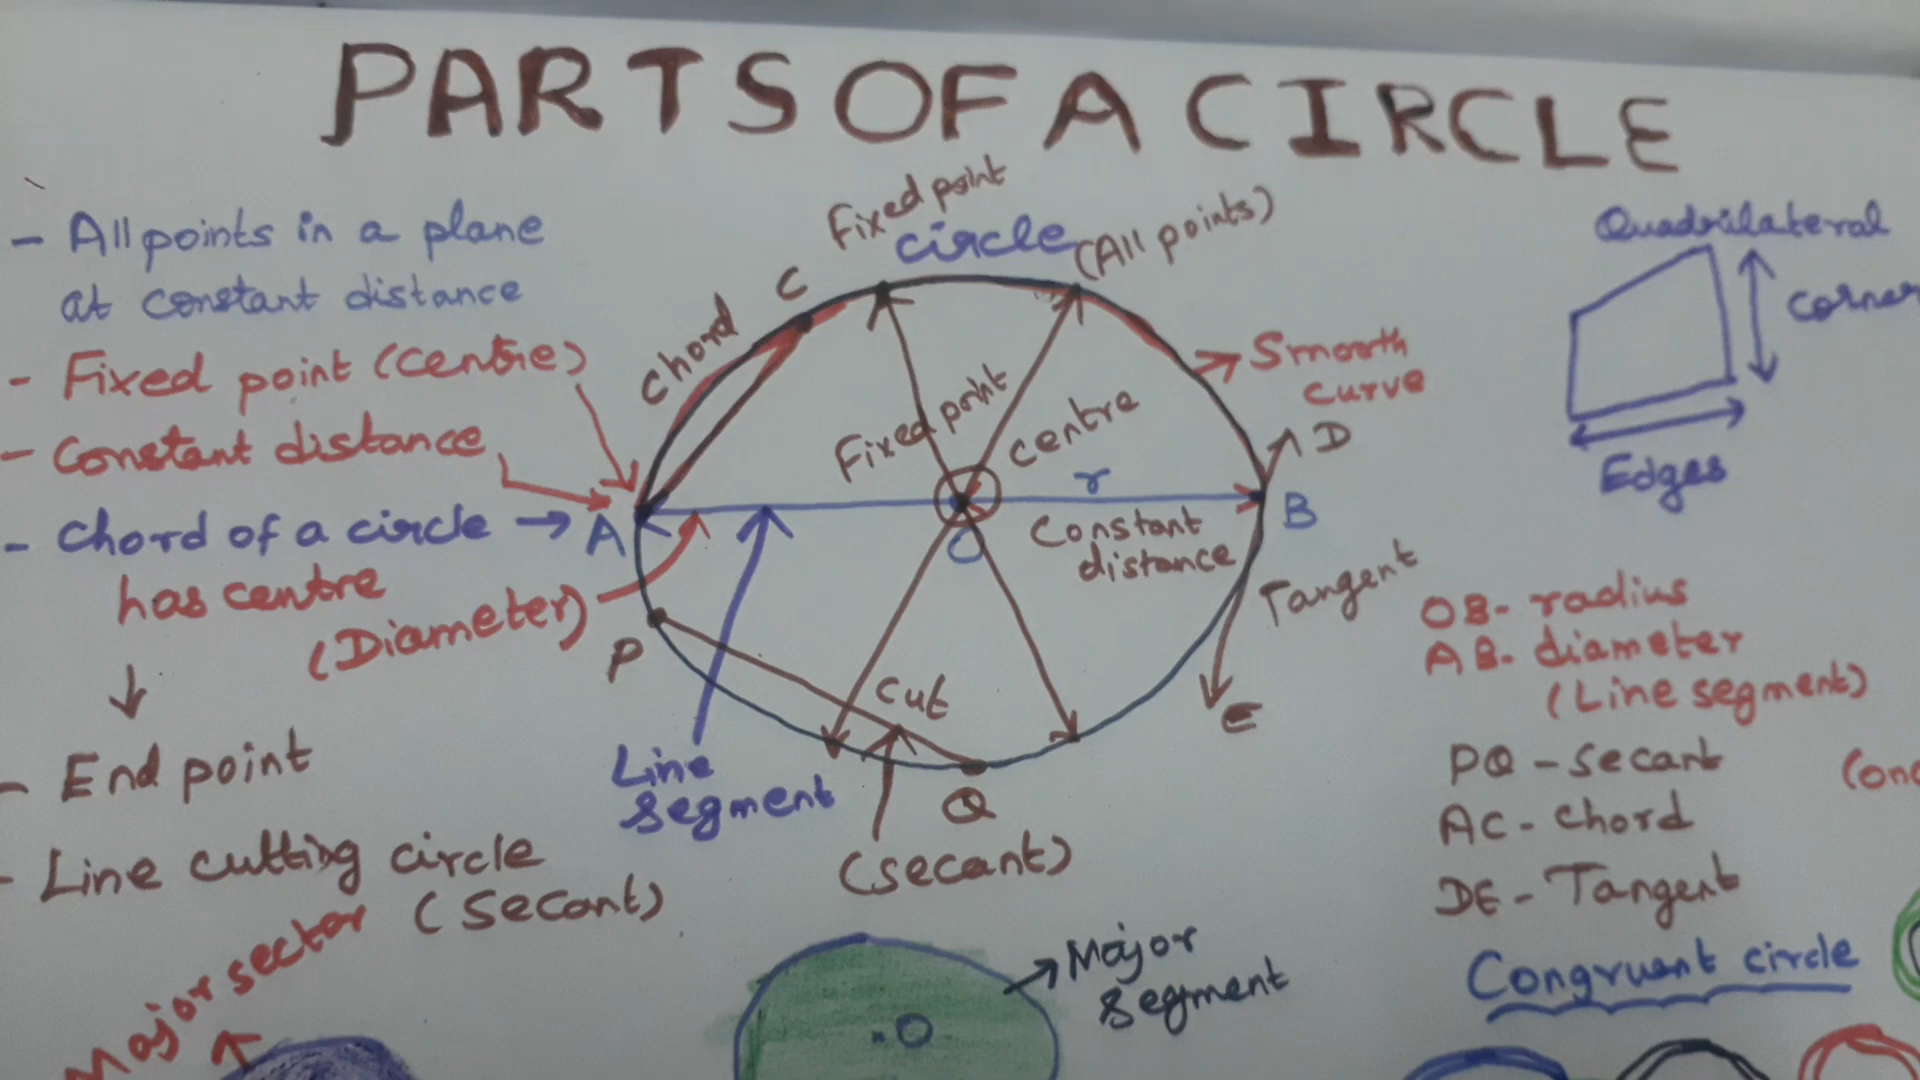 PARTS OF A CIRCLE
- All points in a plane
at constant distance
- Fixed point (centre)
- Constant distance
- Chord of a circle →
has centre
(Diameter)
- End point
- Line cutting circle
(Secant)
Fixed point
circle (All points)
C
Chord
Smooth
curve
D
Fixed point
centre
r
A
B
O
Constant
distance
Tangent
P
cut
E
Line
segment
Q
(secant)
Quadrilateral
Corner
Edges
OB- radius
AB- diameter
(Line segment)
PQ - secant
AC - chord
DE - Tangent
Congruent circle
Major sector
Major
segment
.O